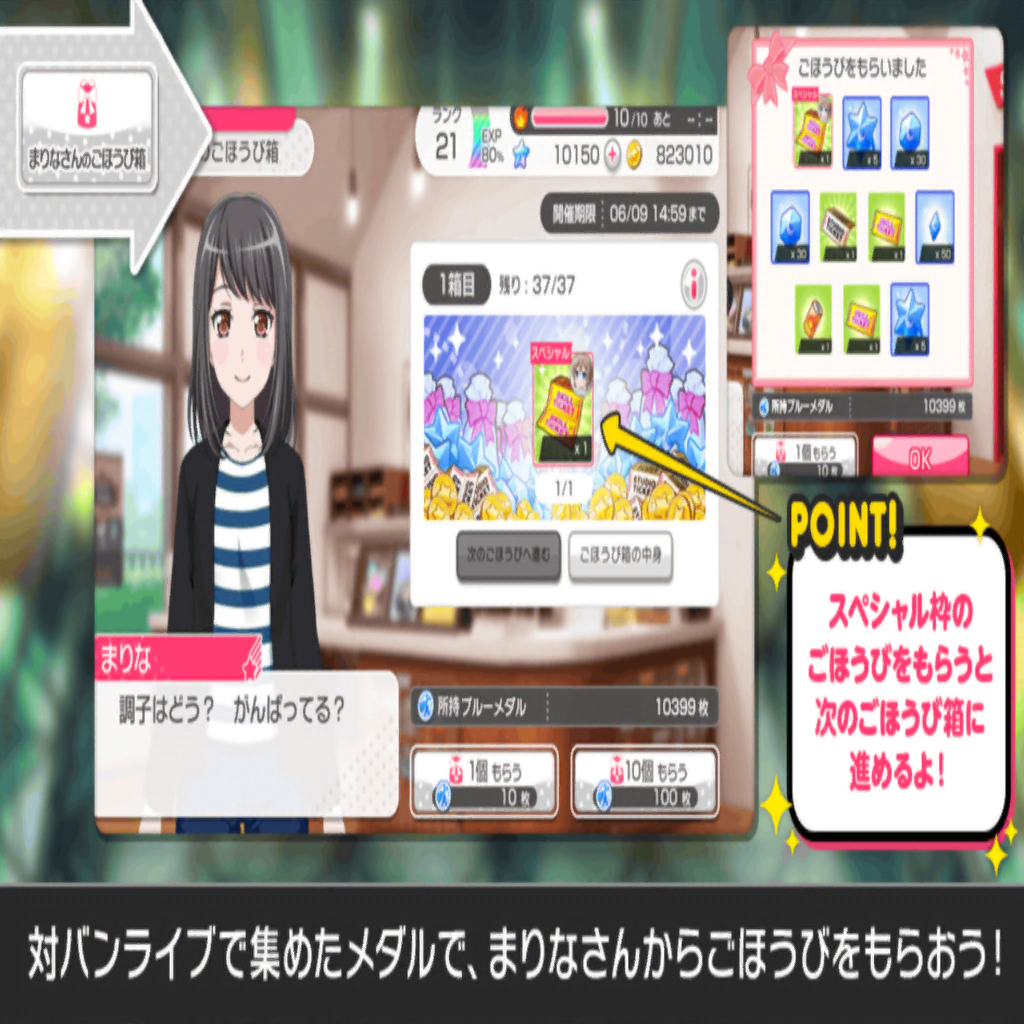 まりなさんのごほうび箱
のごほうび箱
ランク
21
EXP
80%
10/10 あと --:--
10150
823010
開催期限 06/09 14:59まで
1箱目 残り:37/37
スペシャル
SKILL TICKET
x1
1/1
STUDIO TICKET
次のごほうびへ進む
ごほうび箱の中身
まりな
調子はどう? がんばってる?
所持ブルーメダル 10399枚
1個もらう
10枚
10個もらう
100枚
ごほうびをもらいました
スペシャル
x1
x5
x30
x30
x1
x1
x50
x1
x1
x5
所持ブルーメダル 10399枚
1個もらう
10枚
OK
POINT!
スペシャル枠の
ごほうびをもらうと
次のごほうび箱に
進めるよ!
対バンライブで集めたメダルで、まりなさんからごほうびをもらおう!